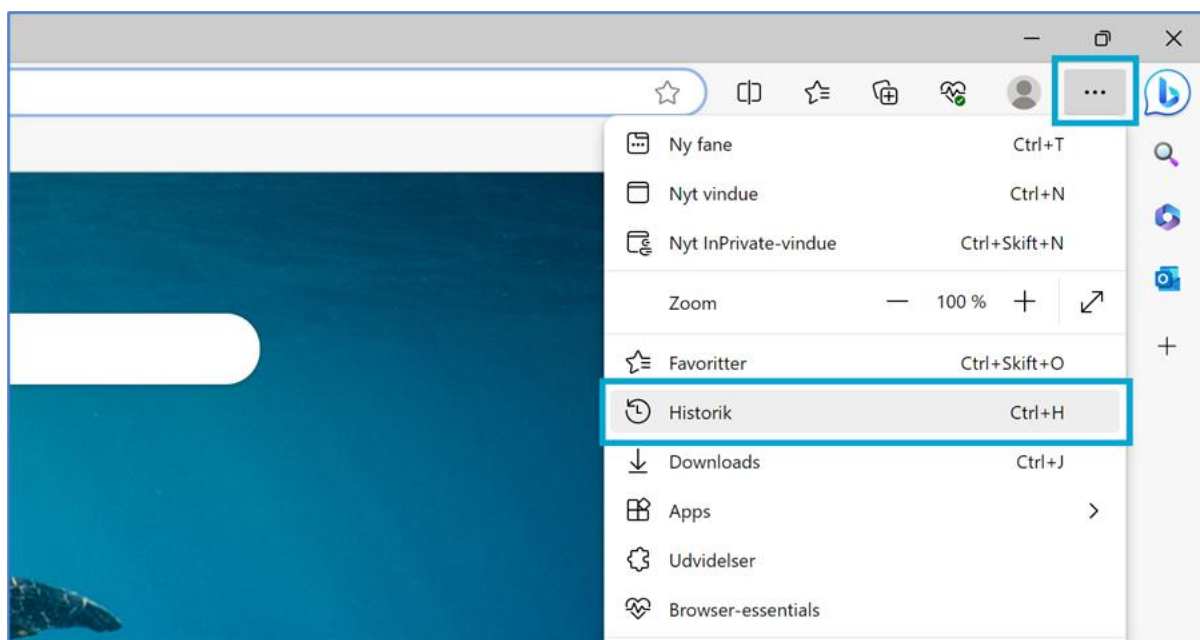 Ny fane Ctrl+T
Nyt vindue Ctrl+N
Nyt InPrivate-vindue Ctrl+Skift+N
Zoom 100 %
Favoritter Ctrl+Skift+O
Historik Ctrl+H
Downloads Ctrl+J
Apps
Udvidelser
Browser-essentials